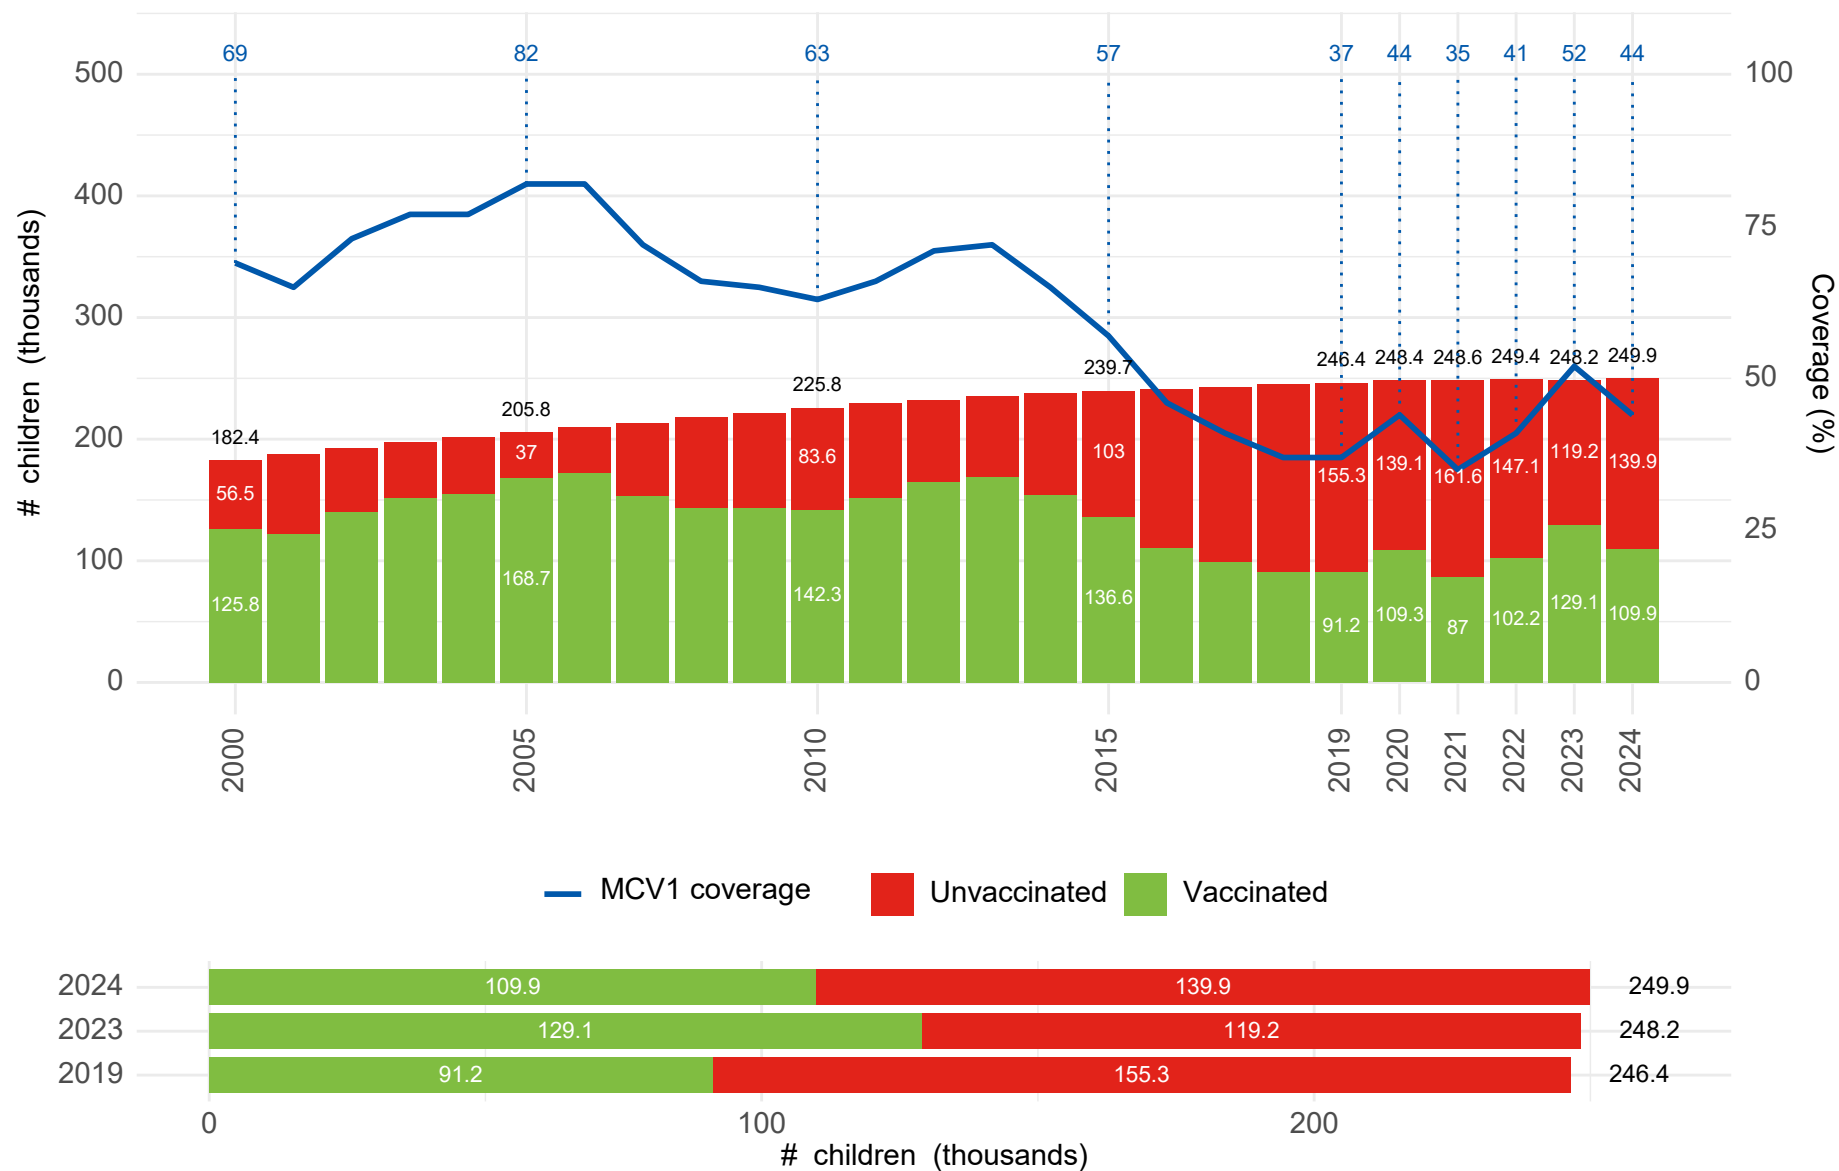 69 82 63 57 37 44 35 41 52 44
500 100
400
75
300
246.4 248.4 248.6 249.4 248.2 249.9
239.7
50
225.8
205.8
200
182.4
37 83.6 103 139.1 147.1 119.2 139.9
56.5 155.3 161.6
25
100
168.7
125.8 142.3 136.6 91.2 109.3 87 102.2 129.1 109.9
0 0
# children (thousands)
Coverage (%)
2000 2005 2010 2015 2019 2020 2021 2022 2023 2024
MCV1 coverage Unvaccinated Vaccinated
2024 109.9 139.9 249.9
2023 129.1 119.2 248.2
2019 91.2 155.3 246.4
0 100 200
# children (thousands)